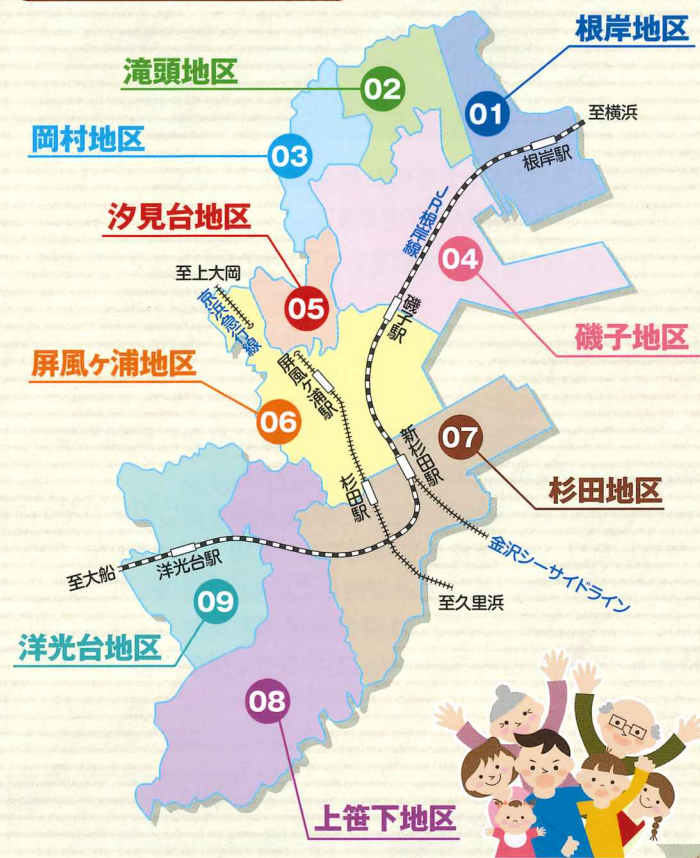 根岸地区
01
至横浜
根岸駅
滝頭地区
02
岡村地区
03
JR根岸線
04
磯子地区
磯子駅
汐見台地区
05
至上大岡
京浜急行線
屏風ヶ浦地区
06
屏風ヶ浦駅
07
杉田地区
新杉田駅
杉田駅
金沢シーサイドライン
至久里浜
至大船
洋光台駅
09
洋光台地区
08
上笹下地区